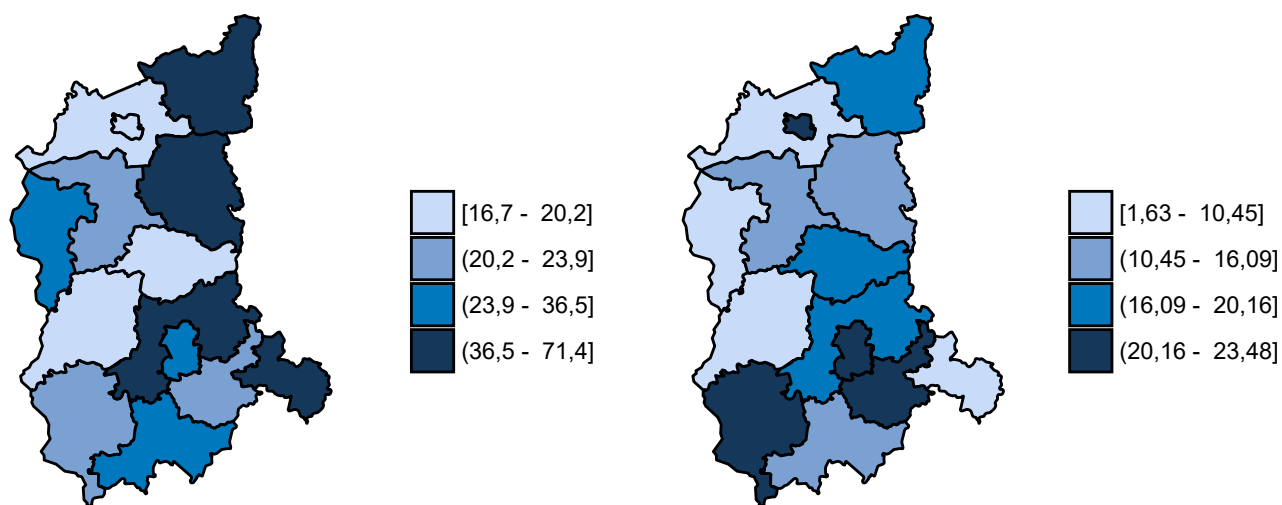 [16,7 - 20,2]
(20,2 - 23,9]
(23,9 - 36,5]
(36,5 - 71,4]
[1,63 - 10,45]
(10,45 - 16,09]
(16,09 - 20,16]
(20,16 - 23,48]